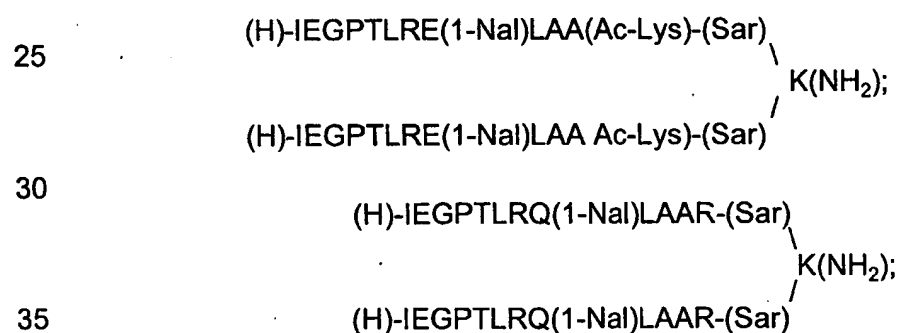 (H)-IEGPTLRE(1-Nal)LAA(Ac-Lys)-(Sar)
25
K(NH₂);
(H)-IEGPTLRE(1-Nal)LAA Ac-Lys)-(Sar)
30
(H)-IEGPTLRQ(1-Nal)LAAR-(Sar)
K(NH₂);
35 (H)-IEGPTLRQ(1-Nal)LAAR-(Sar)